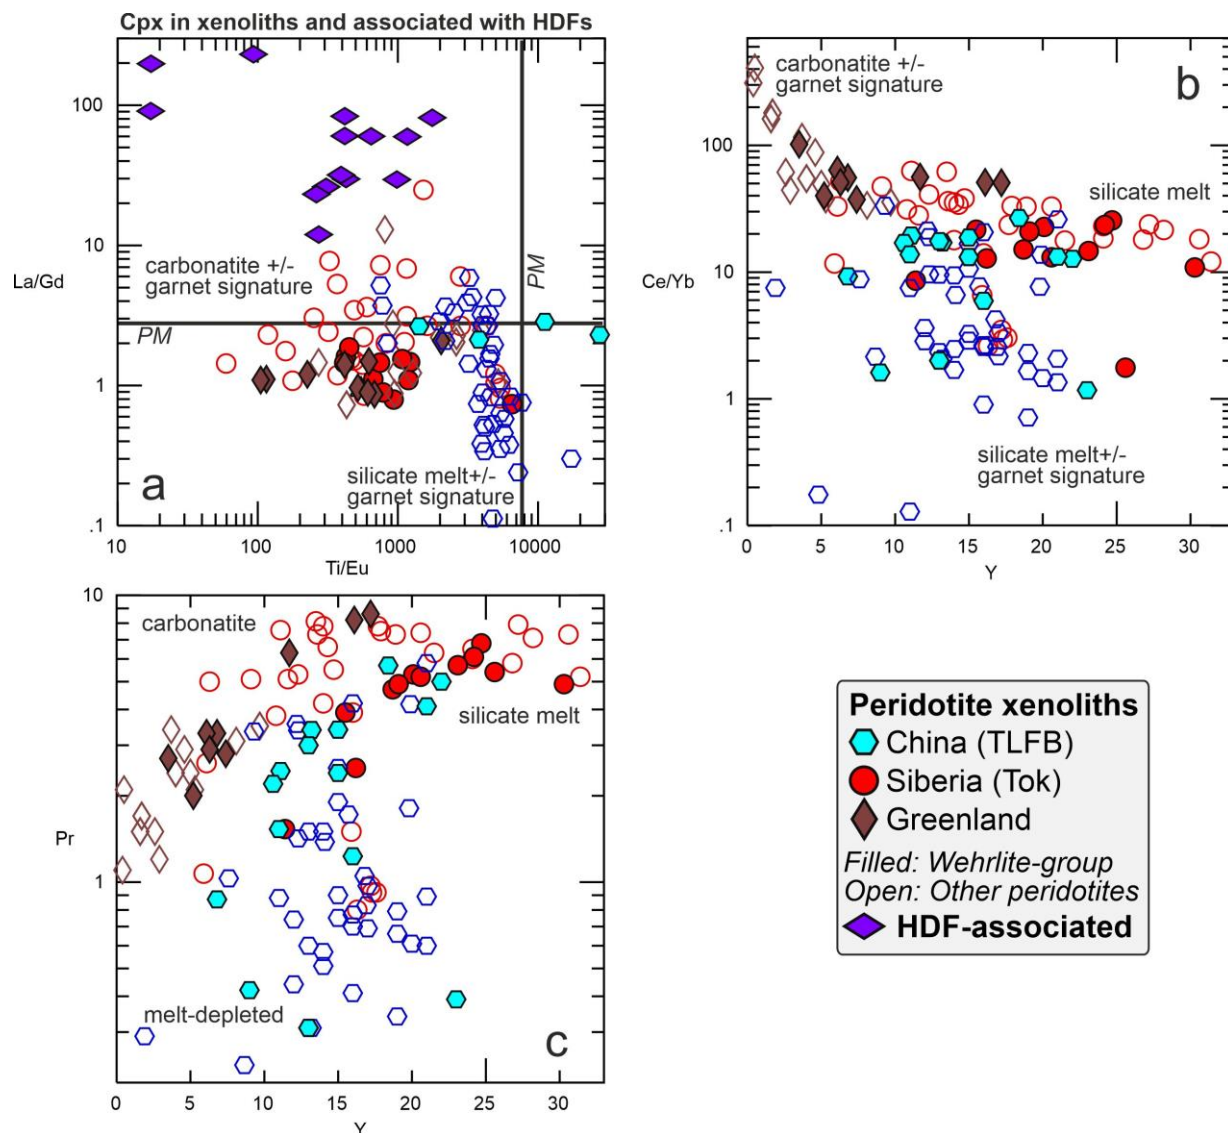 Cpx in xenoliths and associated with HDFs
100
10
1
.1
La/Gd
carbonatite +/-
garnet signature
PM
PM
silicate melt+/-
garnet signature
a
10
100
1000
10000
Ti/Eu
carbonatite +/-
garnet signature
b
100
10
1
.1
Ce/Yb
silicate melt
silicate melt+/-
garnet signature
0
5
10
15
20
25
30
Y
10
1
Pr
carbonatite
silicate melt
melt-depleted
c
0
5
10
15
20
25
30
Y
Peridotite xenoliths
China (TLFB)
Siberia (Tok)
Greenland
Filled: Wehrlite-group
Open: Other peridotites
HDF-associated